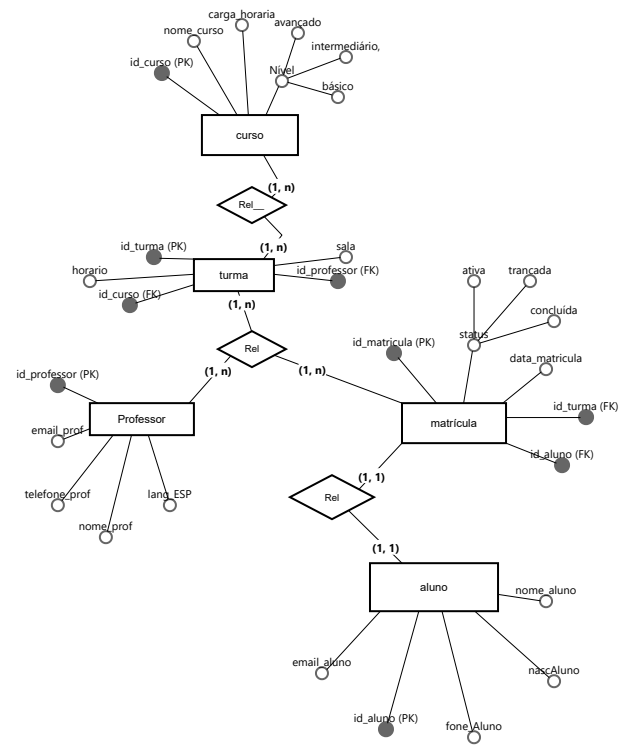 carga_horaria
avançado
nome_curso
intermediário,
id_curso (PK)
Nível
básico
curso
(1, n)
Rel__
(1, n)
id_turma (PK)
sala
horario
turma
id_professor (FK)
id_curso (FK)
(1, n)
ativa
trancada
concluída
status
id_matricula (PK)
Rel
data_matricula
(1, n)
(1, n)
id_professor (PK)
id_turma (FK)
Professor
matrícula
email_prof
id_aluno (FK)
(1, 1)
telefone_prof
lang_ESP
Rel
nome_prof
(1, 1)
aluno
nome_aluno
email_aluno
nascAluno
id_aluno (PK)
fone_Aluno